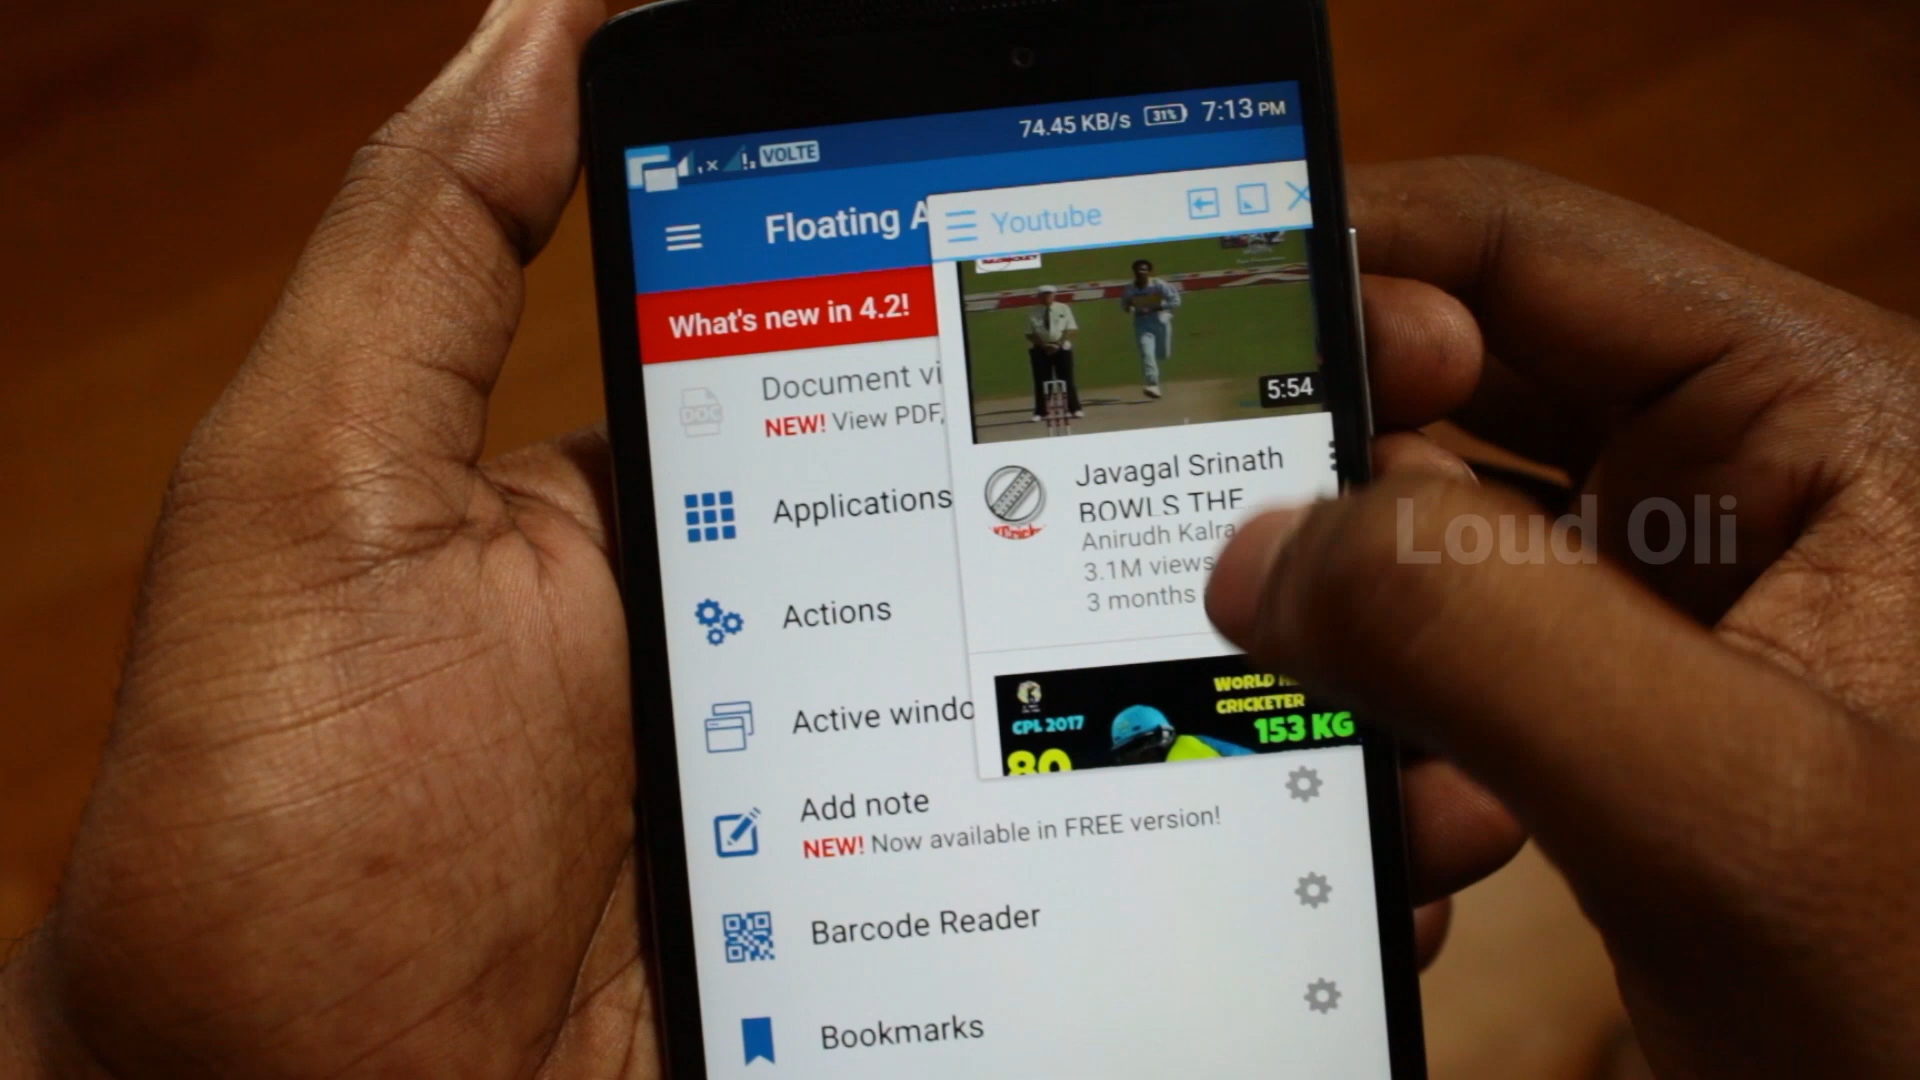 74.45 KB/s 31% 7:13 PM
VOLTE
Floating A
Youtube
What's new in 4.2!
5:54
DOC
Document vi
NEW! View PDF,
Javagal Srinath
BOWLS THE
Anirudh Kalra
3.1M views
3 months
Applications
Actions
Active windo
CPL 2017
80
WORLD
CRICKETER
153 KG
Add note
NEW! Now available in FREE version!
Barcode Reader
Bookmarks
Loud Oli